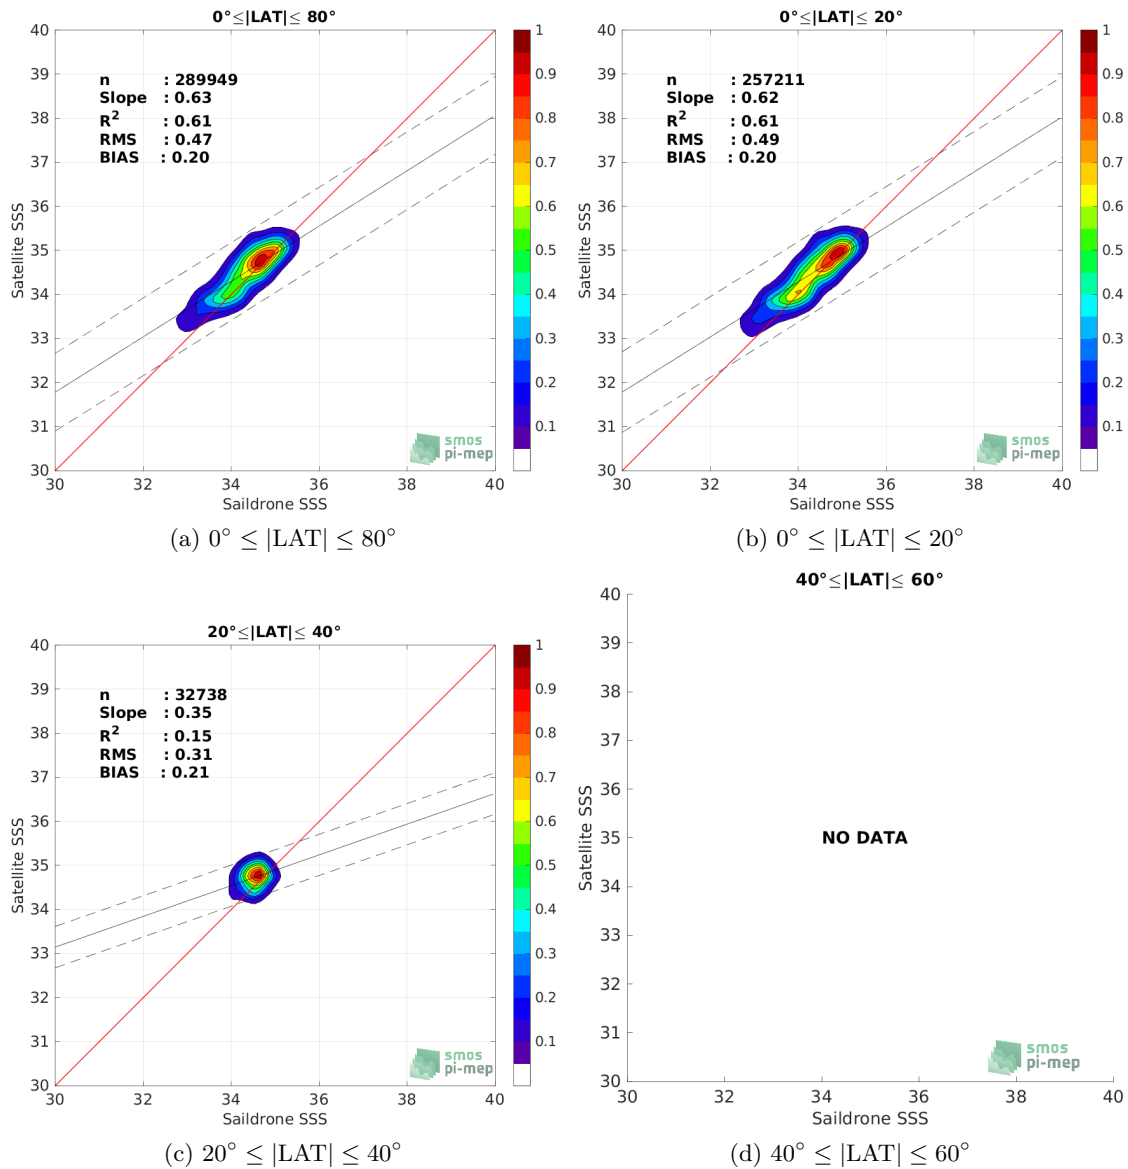 0°≤|LAT|≤ 80°
40
39
38
37
36
35
34
33
32
31
30
Satellite SSS
n : 289949
Slope : 0.63
R² : 0.61
RMS : 0.47
BIAS : 0.20
smos
pi-mep
30 32 34 36 38 40
Saildrone SSS
1
0.9
0.8
0.7
0.6
0.5
0.4
0.3
0.2
0.1
(a) 0° ≤ |LAT| ≤ 80°
0°≤|LAT|≤ 20°
40
39
38
37
36
35
34
33
32
31
30
Satellite SSS
n : 257211
Slope : 0.62
R² : 0.61
RMS : 0.49
BIAS : 0.20
smos
pi-mep
30 32 34 36 38 40
Saildrone SSS
1
0.9
0.8
0.7
0.6
0.5
0.4
0.3
0.2
0.1
(b) 0° ≤ |LAT| ≤ 20°
20°≤|LAT|≤ 40°
40
39
38
37
36
35
34
33
32
31
30
Satellite SSS
n : 32738
Slope : 0.35
R² : 0.15
RMS : 0.31
BIAS : 0.21
smos
pi-mep
30 32 34 36 38 40
Saildrone SSS
1
0.9
0.8
0.7
0.6
0.5
0.4
0.3
0.2
0.1
(c) 20° ≤ |LAT| ≤ 40°
40°≤|LAT|≤ 60°
40
39
38
37
36
35
34
33
32
31
30
Satellite SSS
NO DATA
smos
pi-mep
30 32 34 36 38 40
Saildrone SSS
(d) 40° ≤ |LAT| ≤ 60°